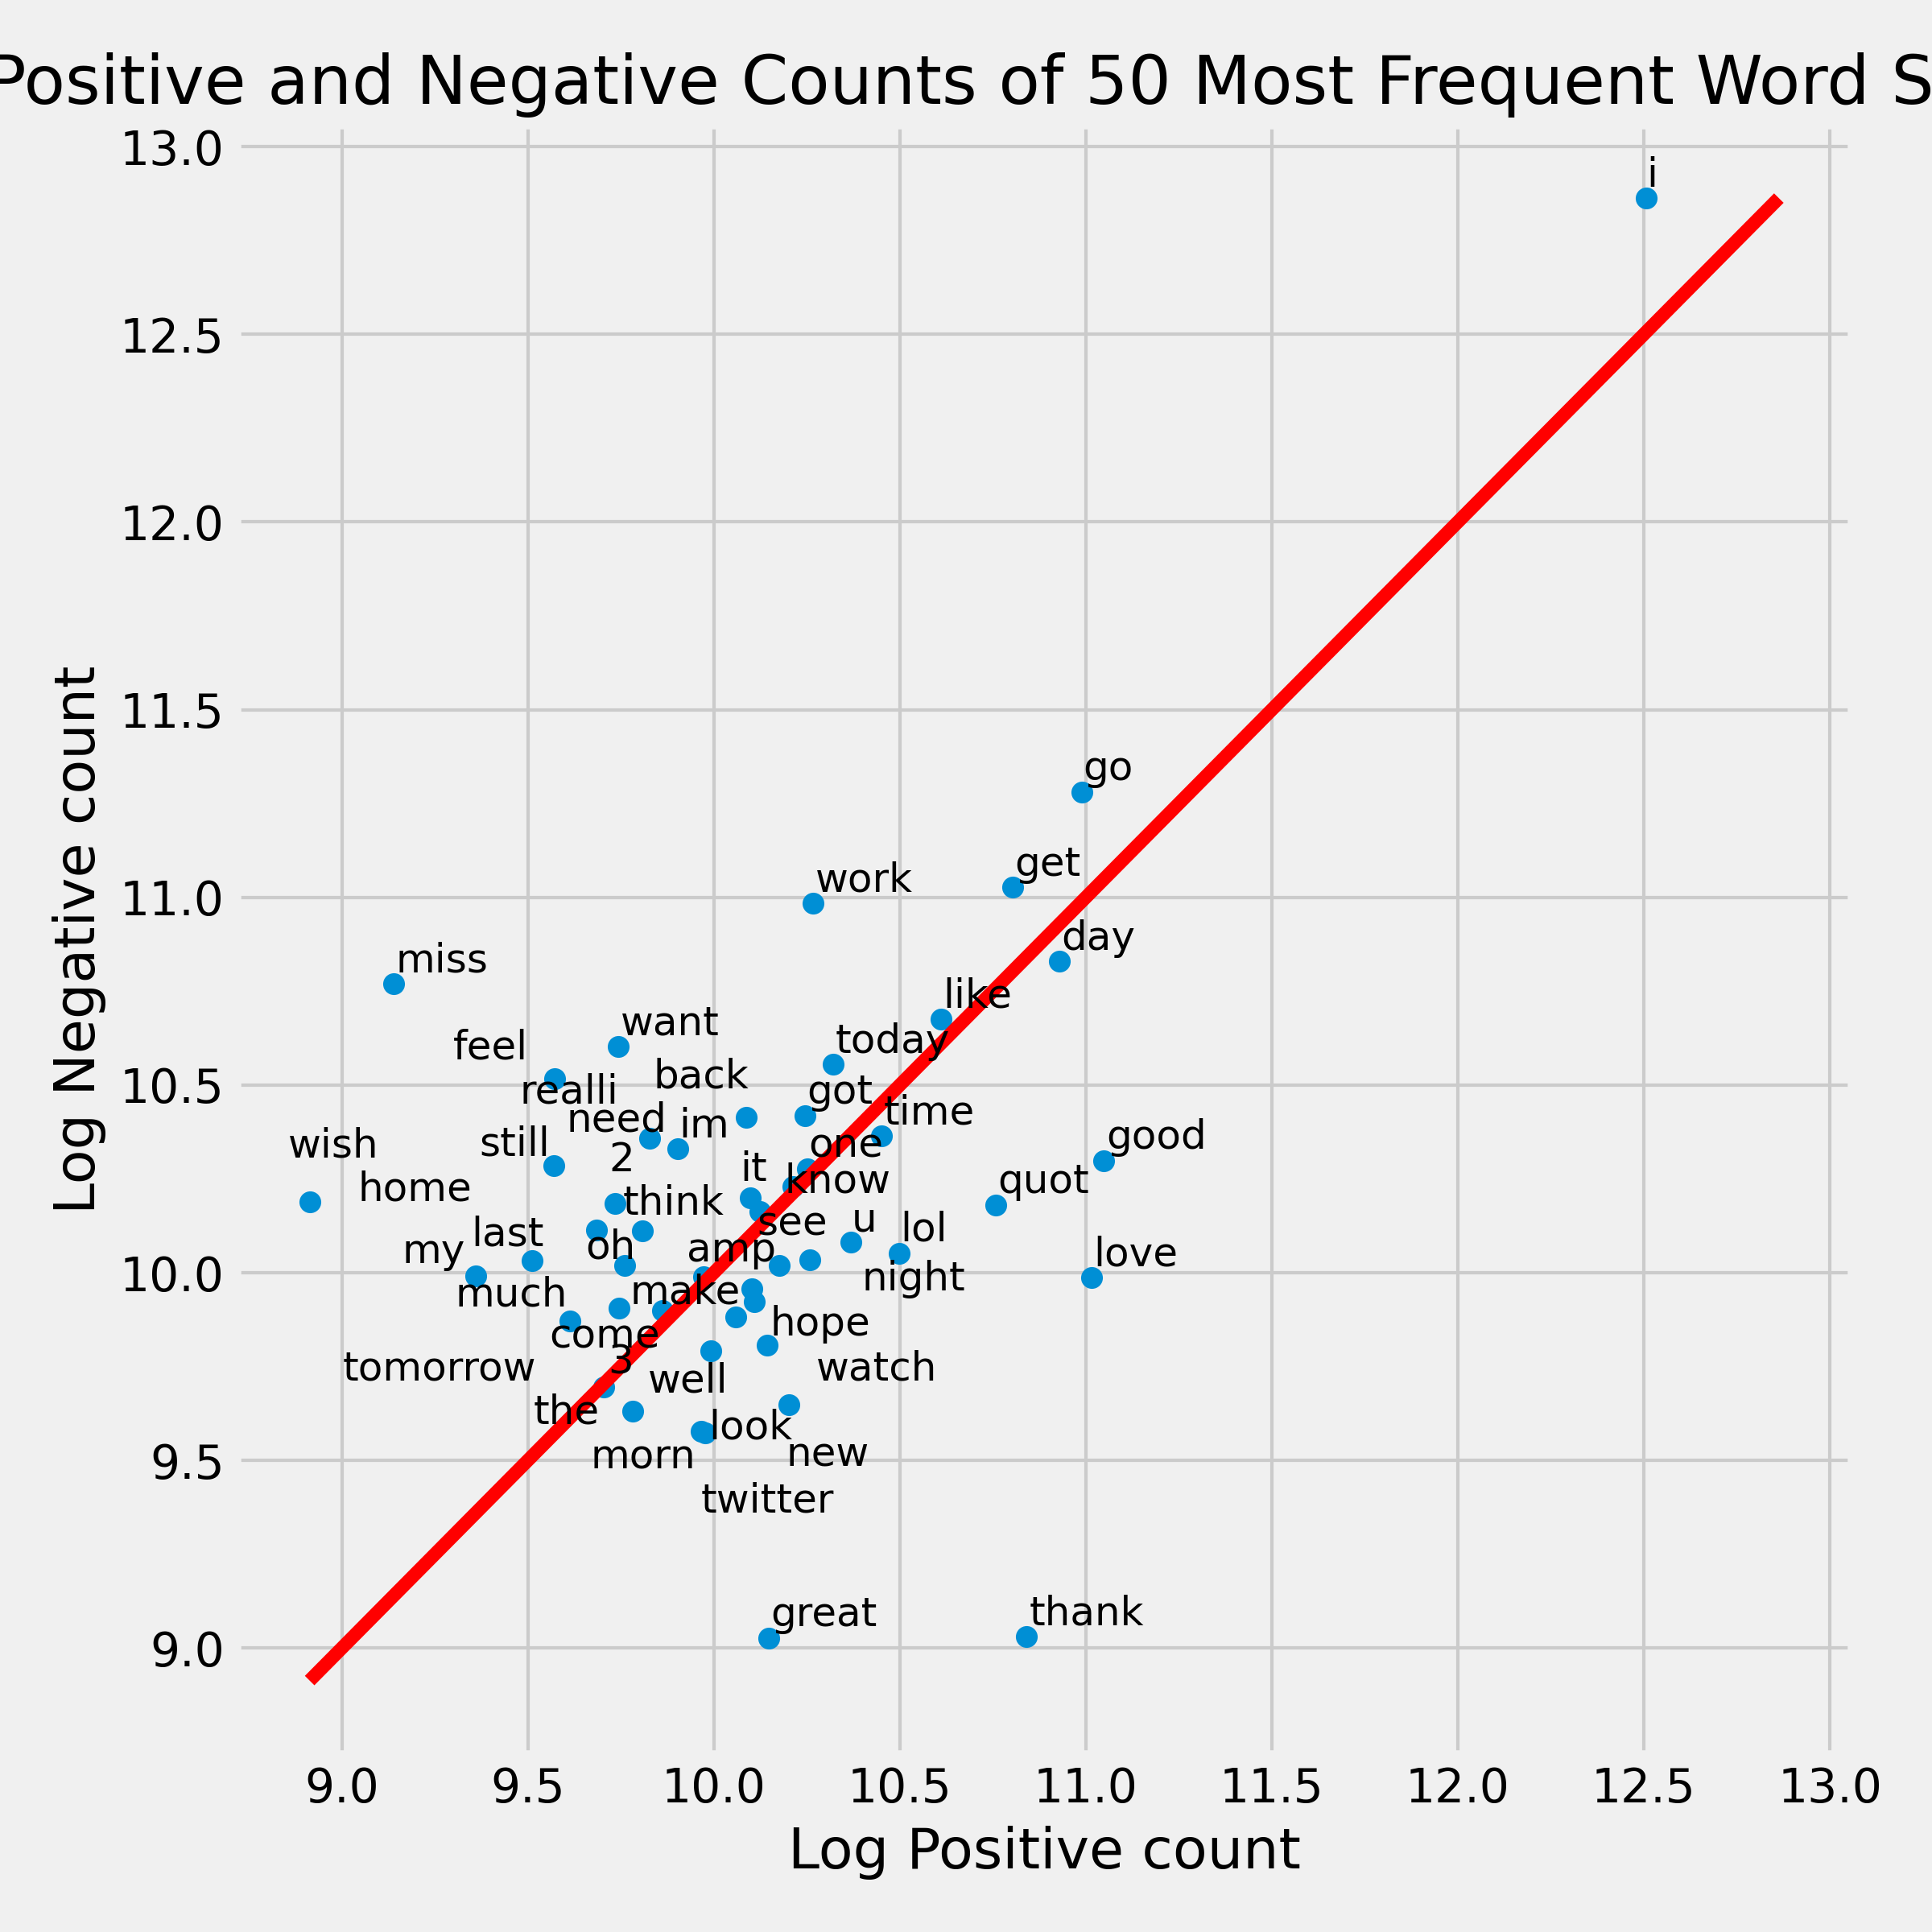 Positive and Negative Counts of 50 Most Frequent Word S
13.0
i
12.5
12.0
11.5
go
get
11.0
work
day
miss
like
want
today
feel
back
10.5
realli
got
need
im
time
good
wish
still
2
one
it
quot
home
think
know
last
see
u
lol
my
oh
amp
love
10.0
much
make
night
come
hope
tomorrow
3
well
watch
the
look
9.5
morn
new
twitter
great
thank
9.0
Log Negative count
9.0 9.5 10.0 10.5 11.0 11.5 12.0 12.5 13.0
Log Positive count